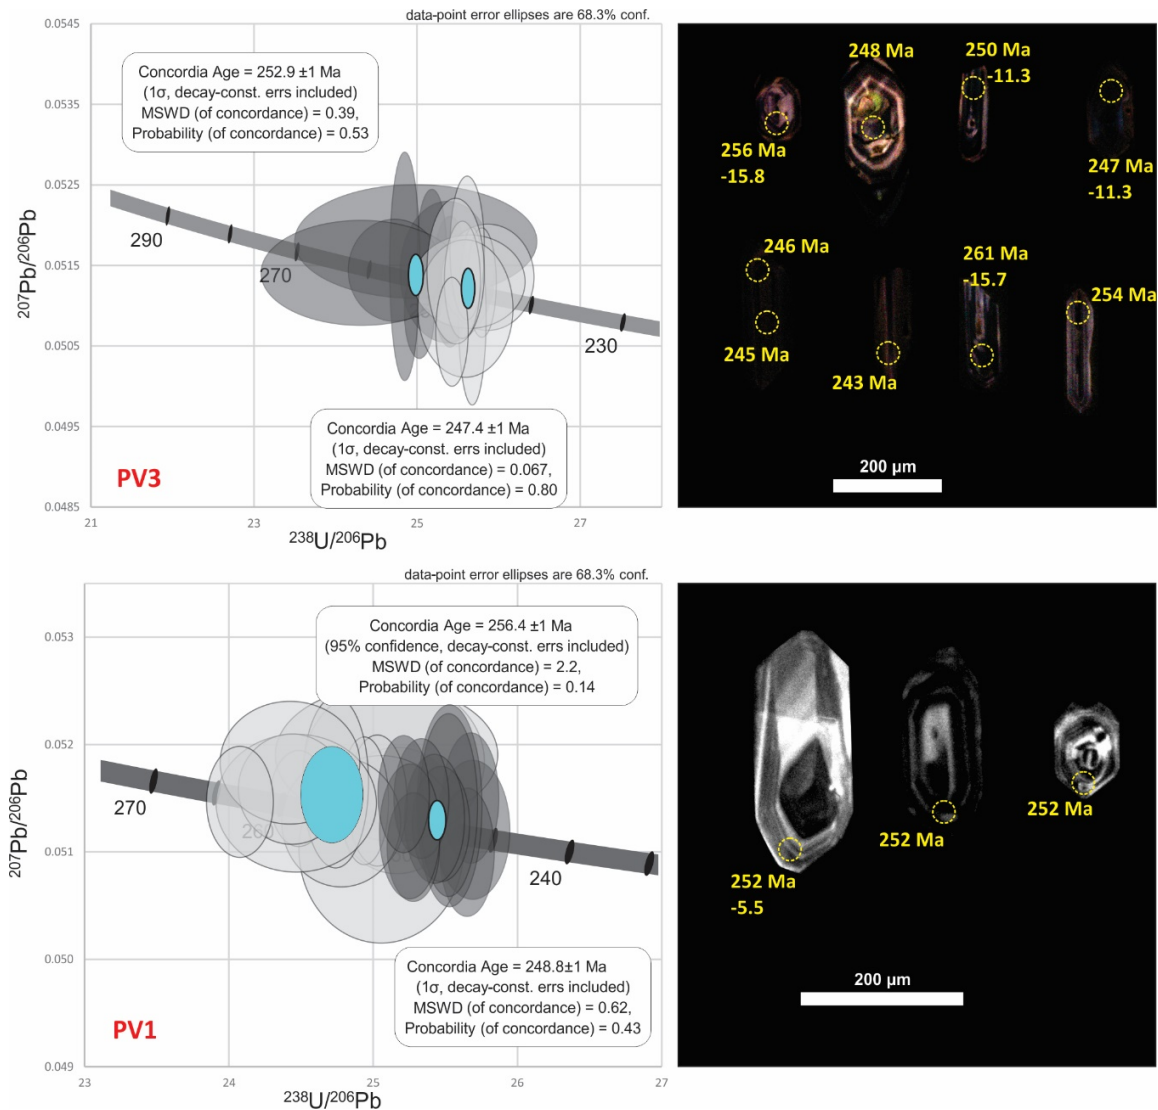 data-point error ellipses are 68.3% conf.
0.0545
0.0535
0.0525
0.0515
0.0505
0.0495
0.0485
207Pb/206Pb
Concordia Age = 252.9 ±1 Ma
(1σ, decay-const. errs included)
MSWD (of concordance) = 0.39,
Probability (of concordance) = 0.53
290
270
230
Concordia Age = 247.4 ±1 Ma
(1σ, decay-const. errs included)
MSWD (of concordance) = 0.067,
Probability (of concordance) = 0.80
PV3
21
23
25
27
238U/206Pb
248 Ma
250 Ma
-11.3
256 Ma
-15.8
247 Ma
-11.3
246 Ma
261 Ma
-15.7
254 Ma
245 Ma
243 Ma
200 µm
data-point error ellipses are 68.3% conf.
0.053
0.052
0.051
0.050
0.049
207Pb/206Pb
Concordia Age = 256.4 ±1 Ma
(95% confidence, decay-const. errs included)
MSWD (of concordance) = 2.2,
Probability (of concordance) = 0.14
270
260
240
Concordia Age = 248.8±1 Ma
(1σ, decay-const. errs included)
MSWD (of concordance) = 0.62,
Probability (of concordance) = 0.43
PV1
23
24
25
26
27
238U/206Pb
252 Ma
252 Ma
252 Ma
-5.5
200 µm